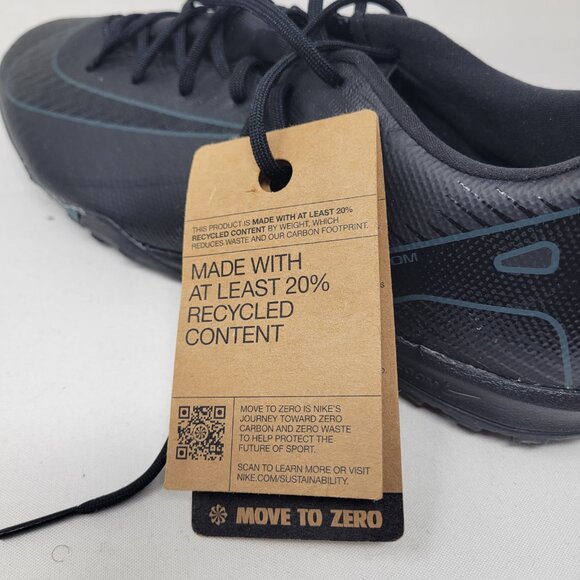 THIS PRODUCT IS MADE WITH AT LEAST 20%
RECYCLED CONTENT BY WEIGHT, WHICH
REDUCES WASTE AND OUR CARBON FOOTPRINT.
MADE WITH
AT LEAST 20%
RECYCLED
CONTENT
MOVE TO ZERO IS NIKE'S
JOURNEY TOWARD ZERO
CARBON AND ZERO WASTE
TO HELP PROTECT THE
FUTURE OF SPORT.
SCAN TO LEARN MORE OR VISIT
NIKE.COM/SUSTAINABILITY.
MOVE TO ZERO